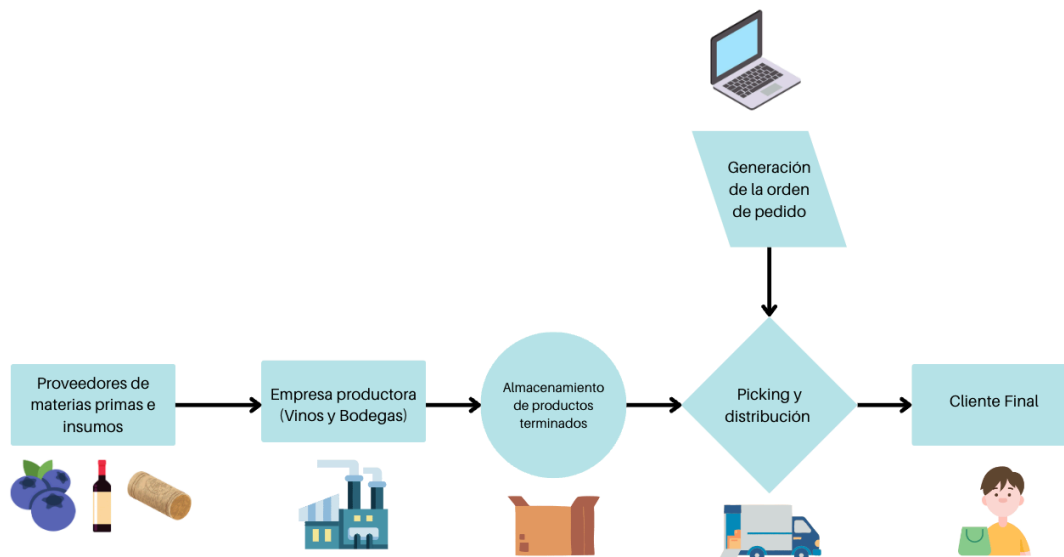 Generación
de la orden
de pedido
Proveedores de
materias primas e
insumos
Empresa productora
(Vinos y Bodegas)
Almacenamiento
de productos
terminados
Picking y
distribución
Cliente Final